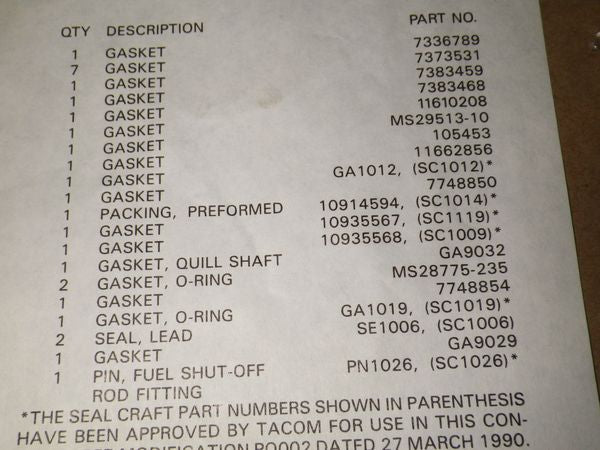 QTY DESCRIPTION PART NO.
1 GASKET 7336789
7 GASKET 7373531
1 GASKET 7383459
1 GASKET 7383468
1 GASKET 11610208
1 GASKET MS29513-10
1 GASKET 105453
1 GASKET 11662856
1 GASKET GA1012, (SC1012)*
1 GASKET 7748850
1 PACKING, PREFORMED 10914594, (SC1014)*
1 GASKET 10935567, (SC1119)*
1 GASKET 10935568, (SC1009)*
1 GASKET, QUILL SHAFT GA9032
2 GASKET, O-RING MS28775-235
1 GASKET 7748854
1 GASKET, O-RING GA1019, (SC1019)*
2 SEAL, LEAD SE1006, (SC1006)
1 GASKET GA9029
1 PIN, FUEL SHUT-OFF PN1026, (SC1026)*
ROD FITTING
*THE SEAL CRAFT PART NUMBERS SHOWN IN PARENTHESIS
HAVE BEEN APPROVED BY TACOM FOR USE IN THIS CON-
MODIFICATION P0002 DATED 27 MARCH 1990.